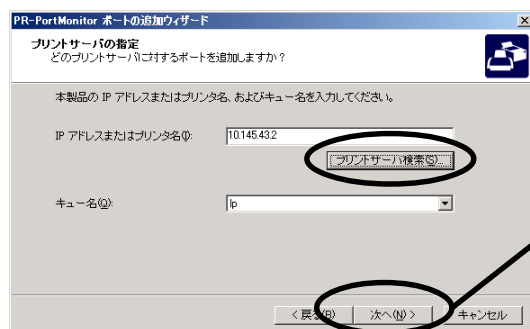 PR-PortMonitor ポートの追加ウィザード
プリントサーバの指定
どのプリントサーバに対するポートを追加しますか?
本製品の IP アドレスまたはプリンタ名、およびキュー名を入力してください。
IP アドレスまたはプリンタ名(I):
10.145.43.2
プリントサーバ検索(S)...
キュー名(Q):
lp
< 戻る(B)
次へ(N) >
キャンセル